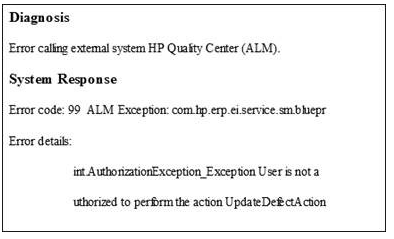 Diagnosis
Error calling external system HP Quality Center (ALM).
System Response
Error code: 99 ALM Exception: com.hp.erp.ei.service.sm.bluepr
Error details:
int.AuthorizationException_Exception User is not a
uthorized to perform the action UpdateDefectAction